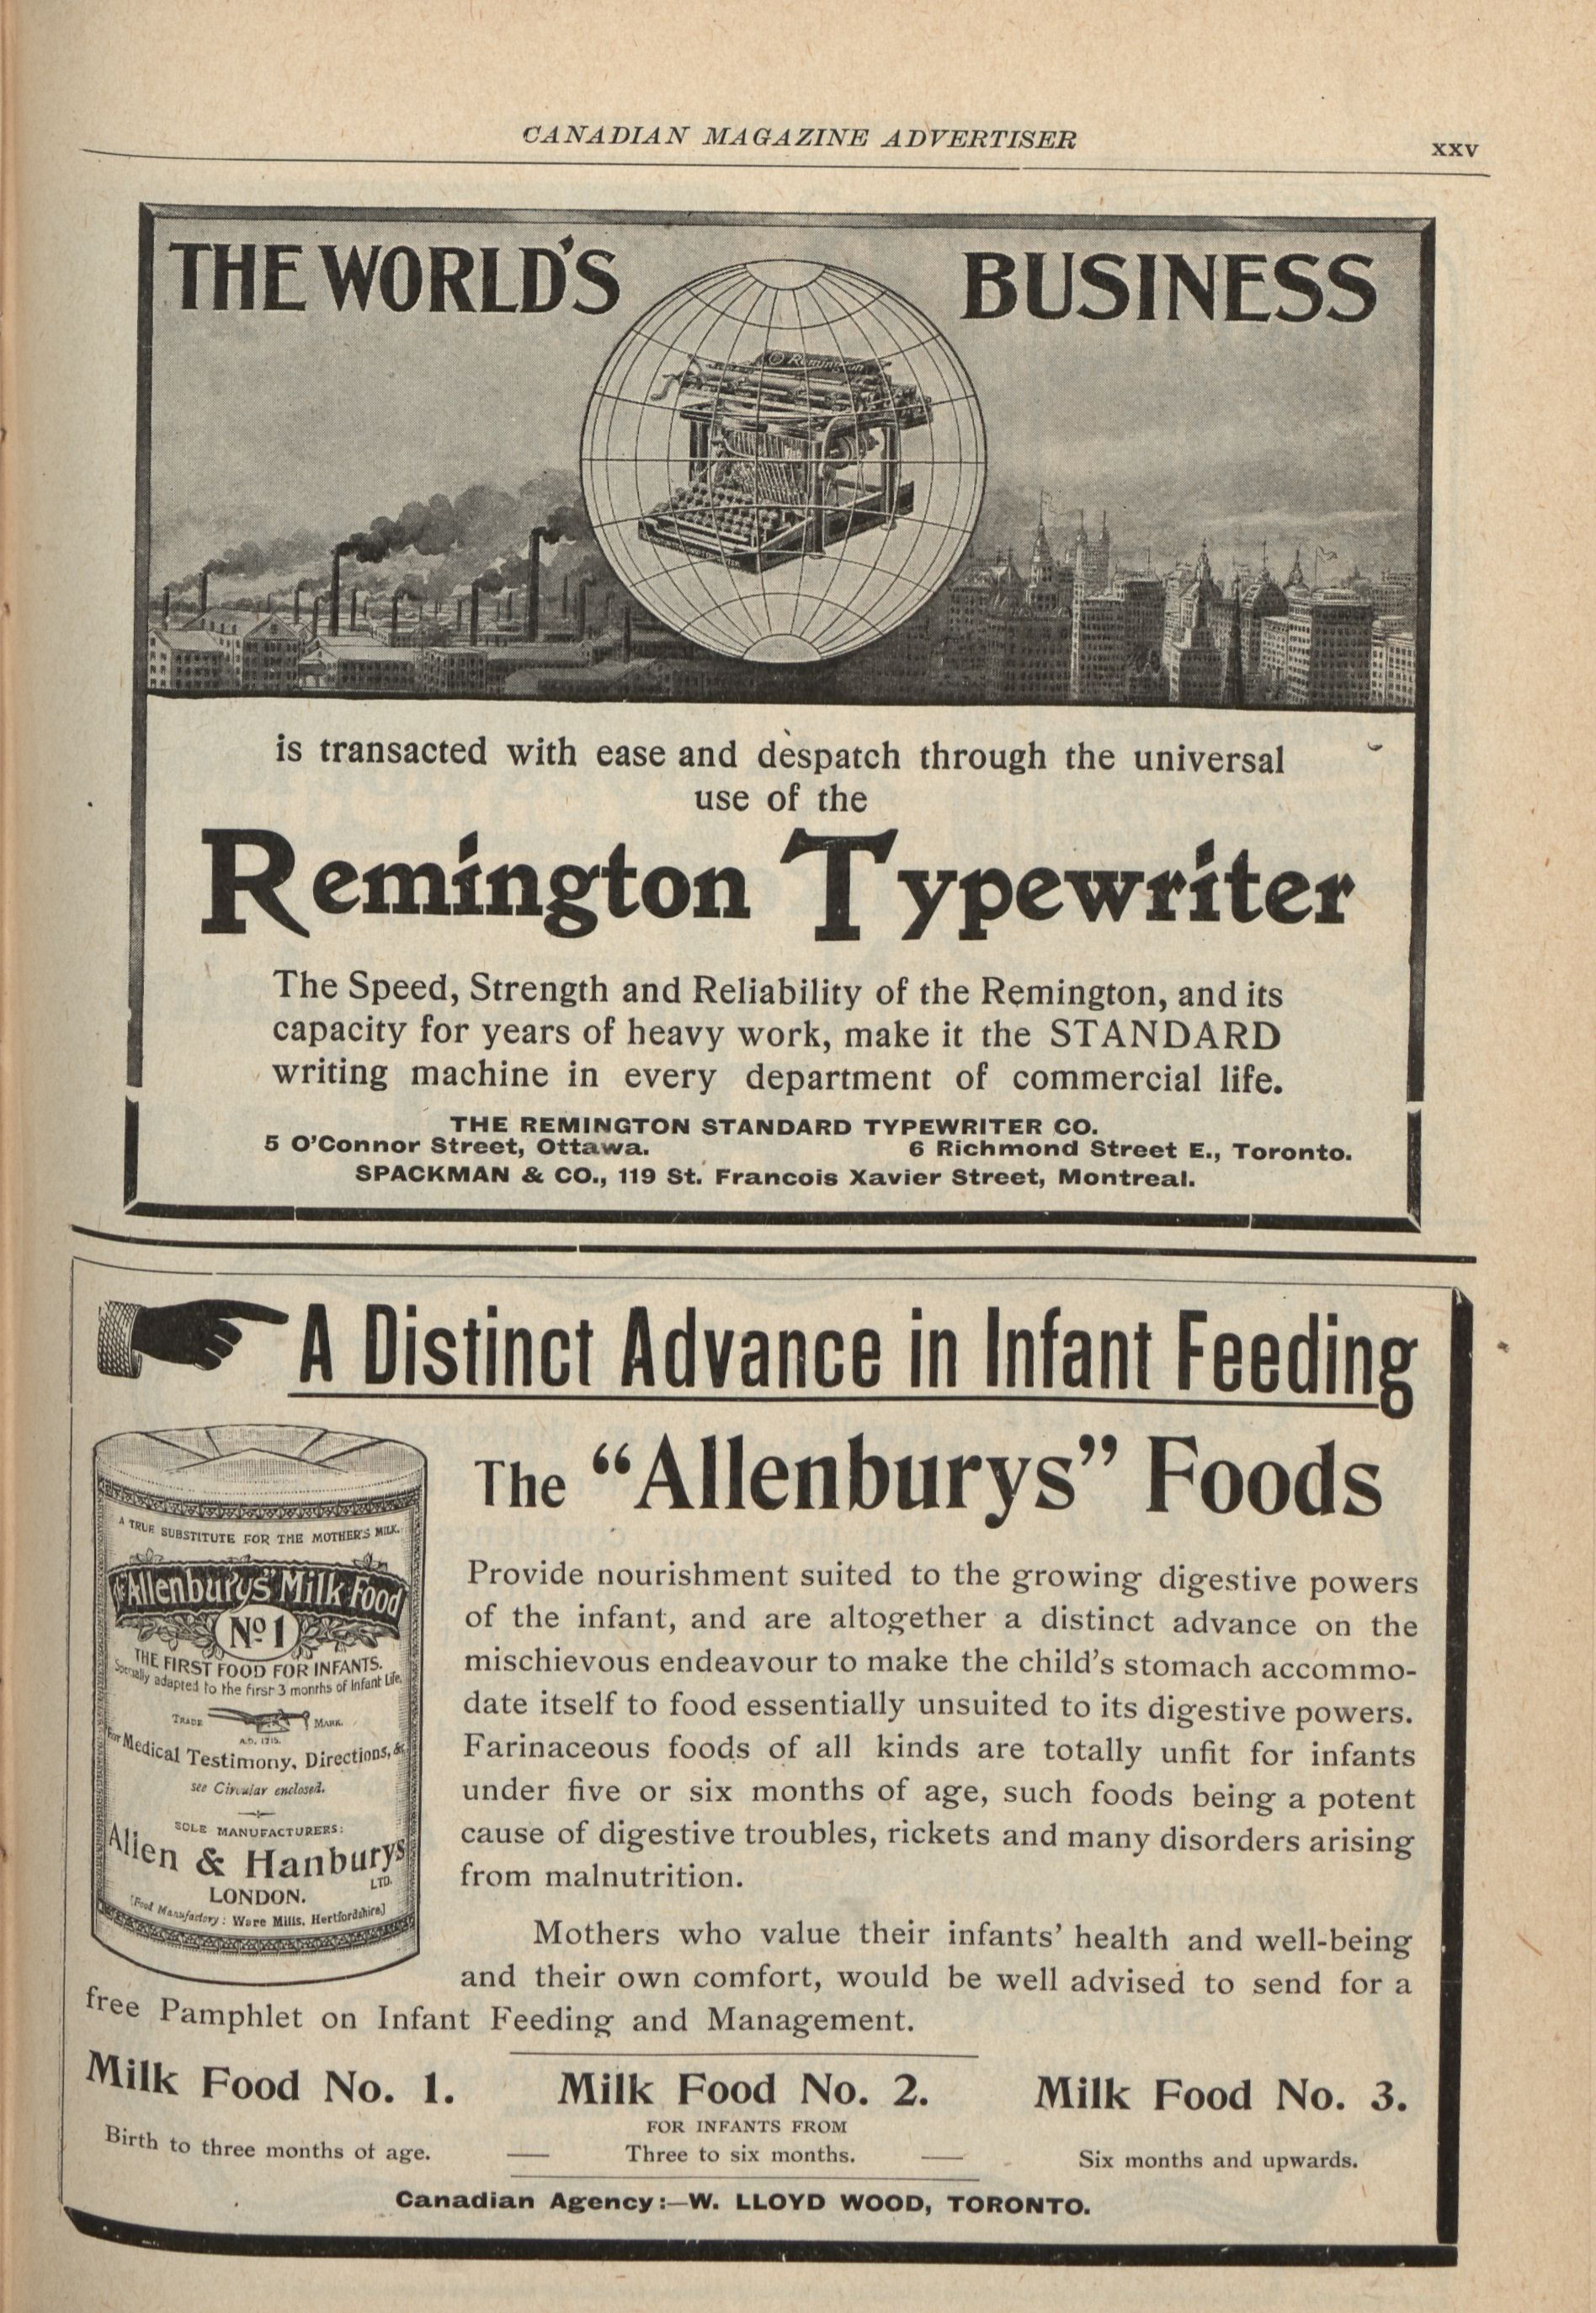 CANADIAN MAGAZINE ADVERTISER
xxv
THE WORLD'S BUSINESS
Remington
is transacted with ease and despatch through the universal
use of the
Remington Typewriter
The Speed, Strength and Reliability of the Remington, and its
capacity for years of heavy work, make it the STANDARD
writing machine in every department of commercial life.
THE REMINGTON STANDARD TYPEWRITER CO.
5 O'Connor Street, Ottawa. 6 Richmond Street E., Toronto.
SPACKMAN & CO., 119 St. Francois Xavier Street, Montreal.
A Distinct Advance in Infant Feeding
The "Allenburys" Foods
A TRUE SUBSTITUTE FOR THE MOTHER'S MILK.
The Allenburys Milk Food
No 1
THE FIRST FOOD FOR INFANTS.
Specially adapted to the first 3 months of Infant Life.
TRADE MARK.
A.D. 1715.
For Medical Testimony, Directions, &c
see Circular enclosed.
SOLE MANUFACTURERS:
Allen & Hanburys
LTD.
LONDON.
[Food Manufactory: Ware Mills, Hertfordshire]
Provide nourishment suited to the growing digestive powers
of the infant, and are altogether a distinct advance on the
mischievous endeavour to make the child's stomach accommo-
date itself to food essentially unsuited to its digestive powers.
Farinaceous foods of all kinds are totally unfit for infants
under five or six months of age, such foods being a potent
cause of digestive troubles, rickets and many disorders arising
from malnutrition.
Mothers who value their infants' health and well-being
and their own comfort, would be well advised to send for a
free Pamphlet on Infant Feeding and Management.
Milk Food No. 1.
Birth to three months of age.
Milk Food No. 2.
FOR INFANTS FROM
Three to six months.
Milk Food No. 3.
Six months and upwards.
Canadian Agency:—W. LLOYD WOOD, TORONTO.